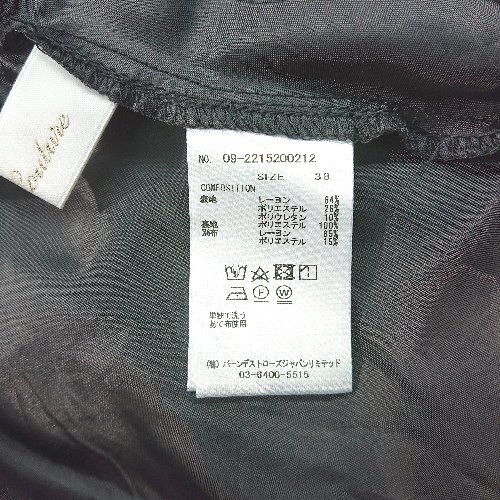 Couture
NO. 09-2215200212
SIZE 38
COMPOSITION
表地 レーヨン 64%
ポリエステル 26%
ポリウレタン 10%
裏地 ポリエステル 100%
別布 レーヨン 85%
ポリエステル 15%
F W
単独で洗う
あて布使用
(株) バーンデストローズジャパンリミテッド
03-6400-5515